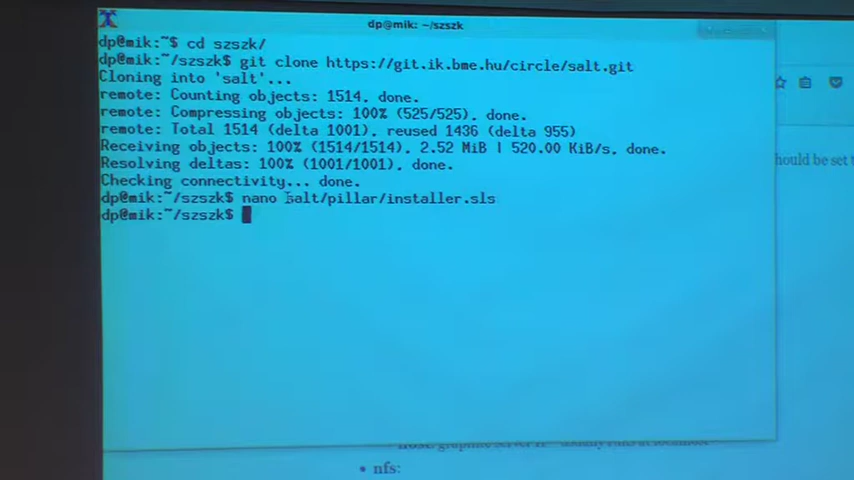 dp@mik: ~/szszk
dp@mik:~$ cd szszk/
dp@mik:~/szszk$ git clone https://git.ik.bme.hu/circle/salt.git
Cloning into 'salt'...
remote: Counting objects: 1514, done.
remote: Compressing objects: 100% (525/525), done.
remote: Total 1514 (delta 1001), reused 1436 (delta 955)
Receiving objects: 100% (1514/1514), 2.52 MiB | 520.00 KiB/s, done.
Resolving deltas: 100% (1001/1001), done.
Checking connectivity... done.
dp@mik:~/szszk$ nano salt/pillar/installer.sls
dp@mik:~/szszk$
hould be set
nfs: